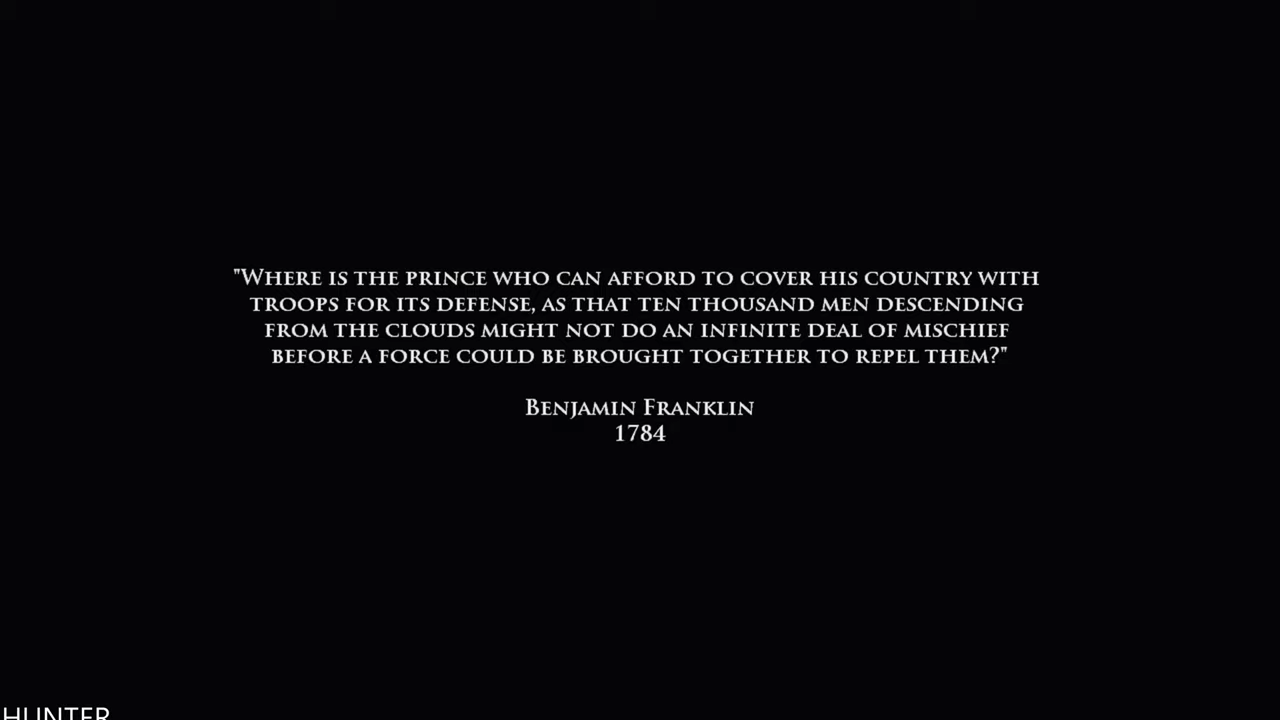 "Where is the prince who can afford to cover his country with
troops for its defense, as that ten thousand men descending
from the clouds might not do an infinite deal of mischief
before a force could be brought together to repel them?"
Benjamin Franklin
1784
HUNTER